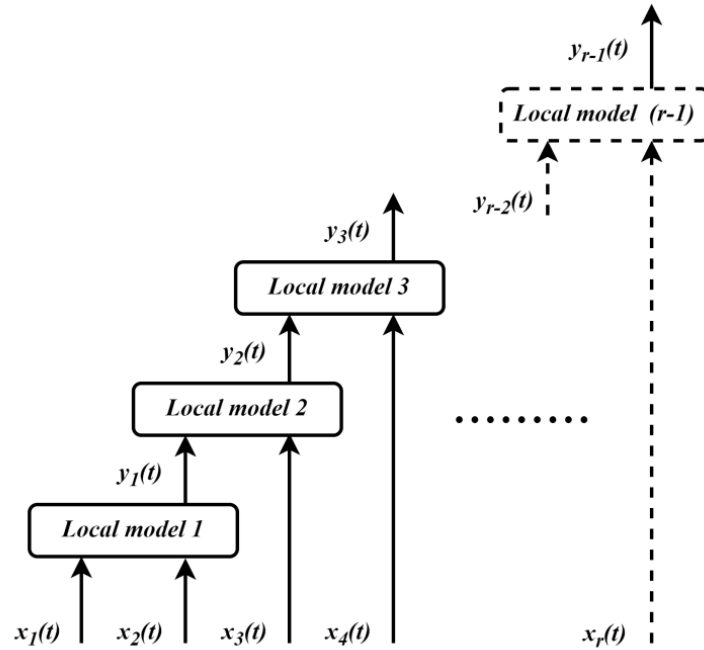 y_{r-1}(t)
Local model (r-1)
y_{r-2}(t)
y_3(t)
Local model 3
y_2(t)
Local model 2
y_1(t)
Local model 1
x_1(t) x_2(t) x_3(t) x_4(t) x_r(t)